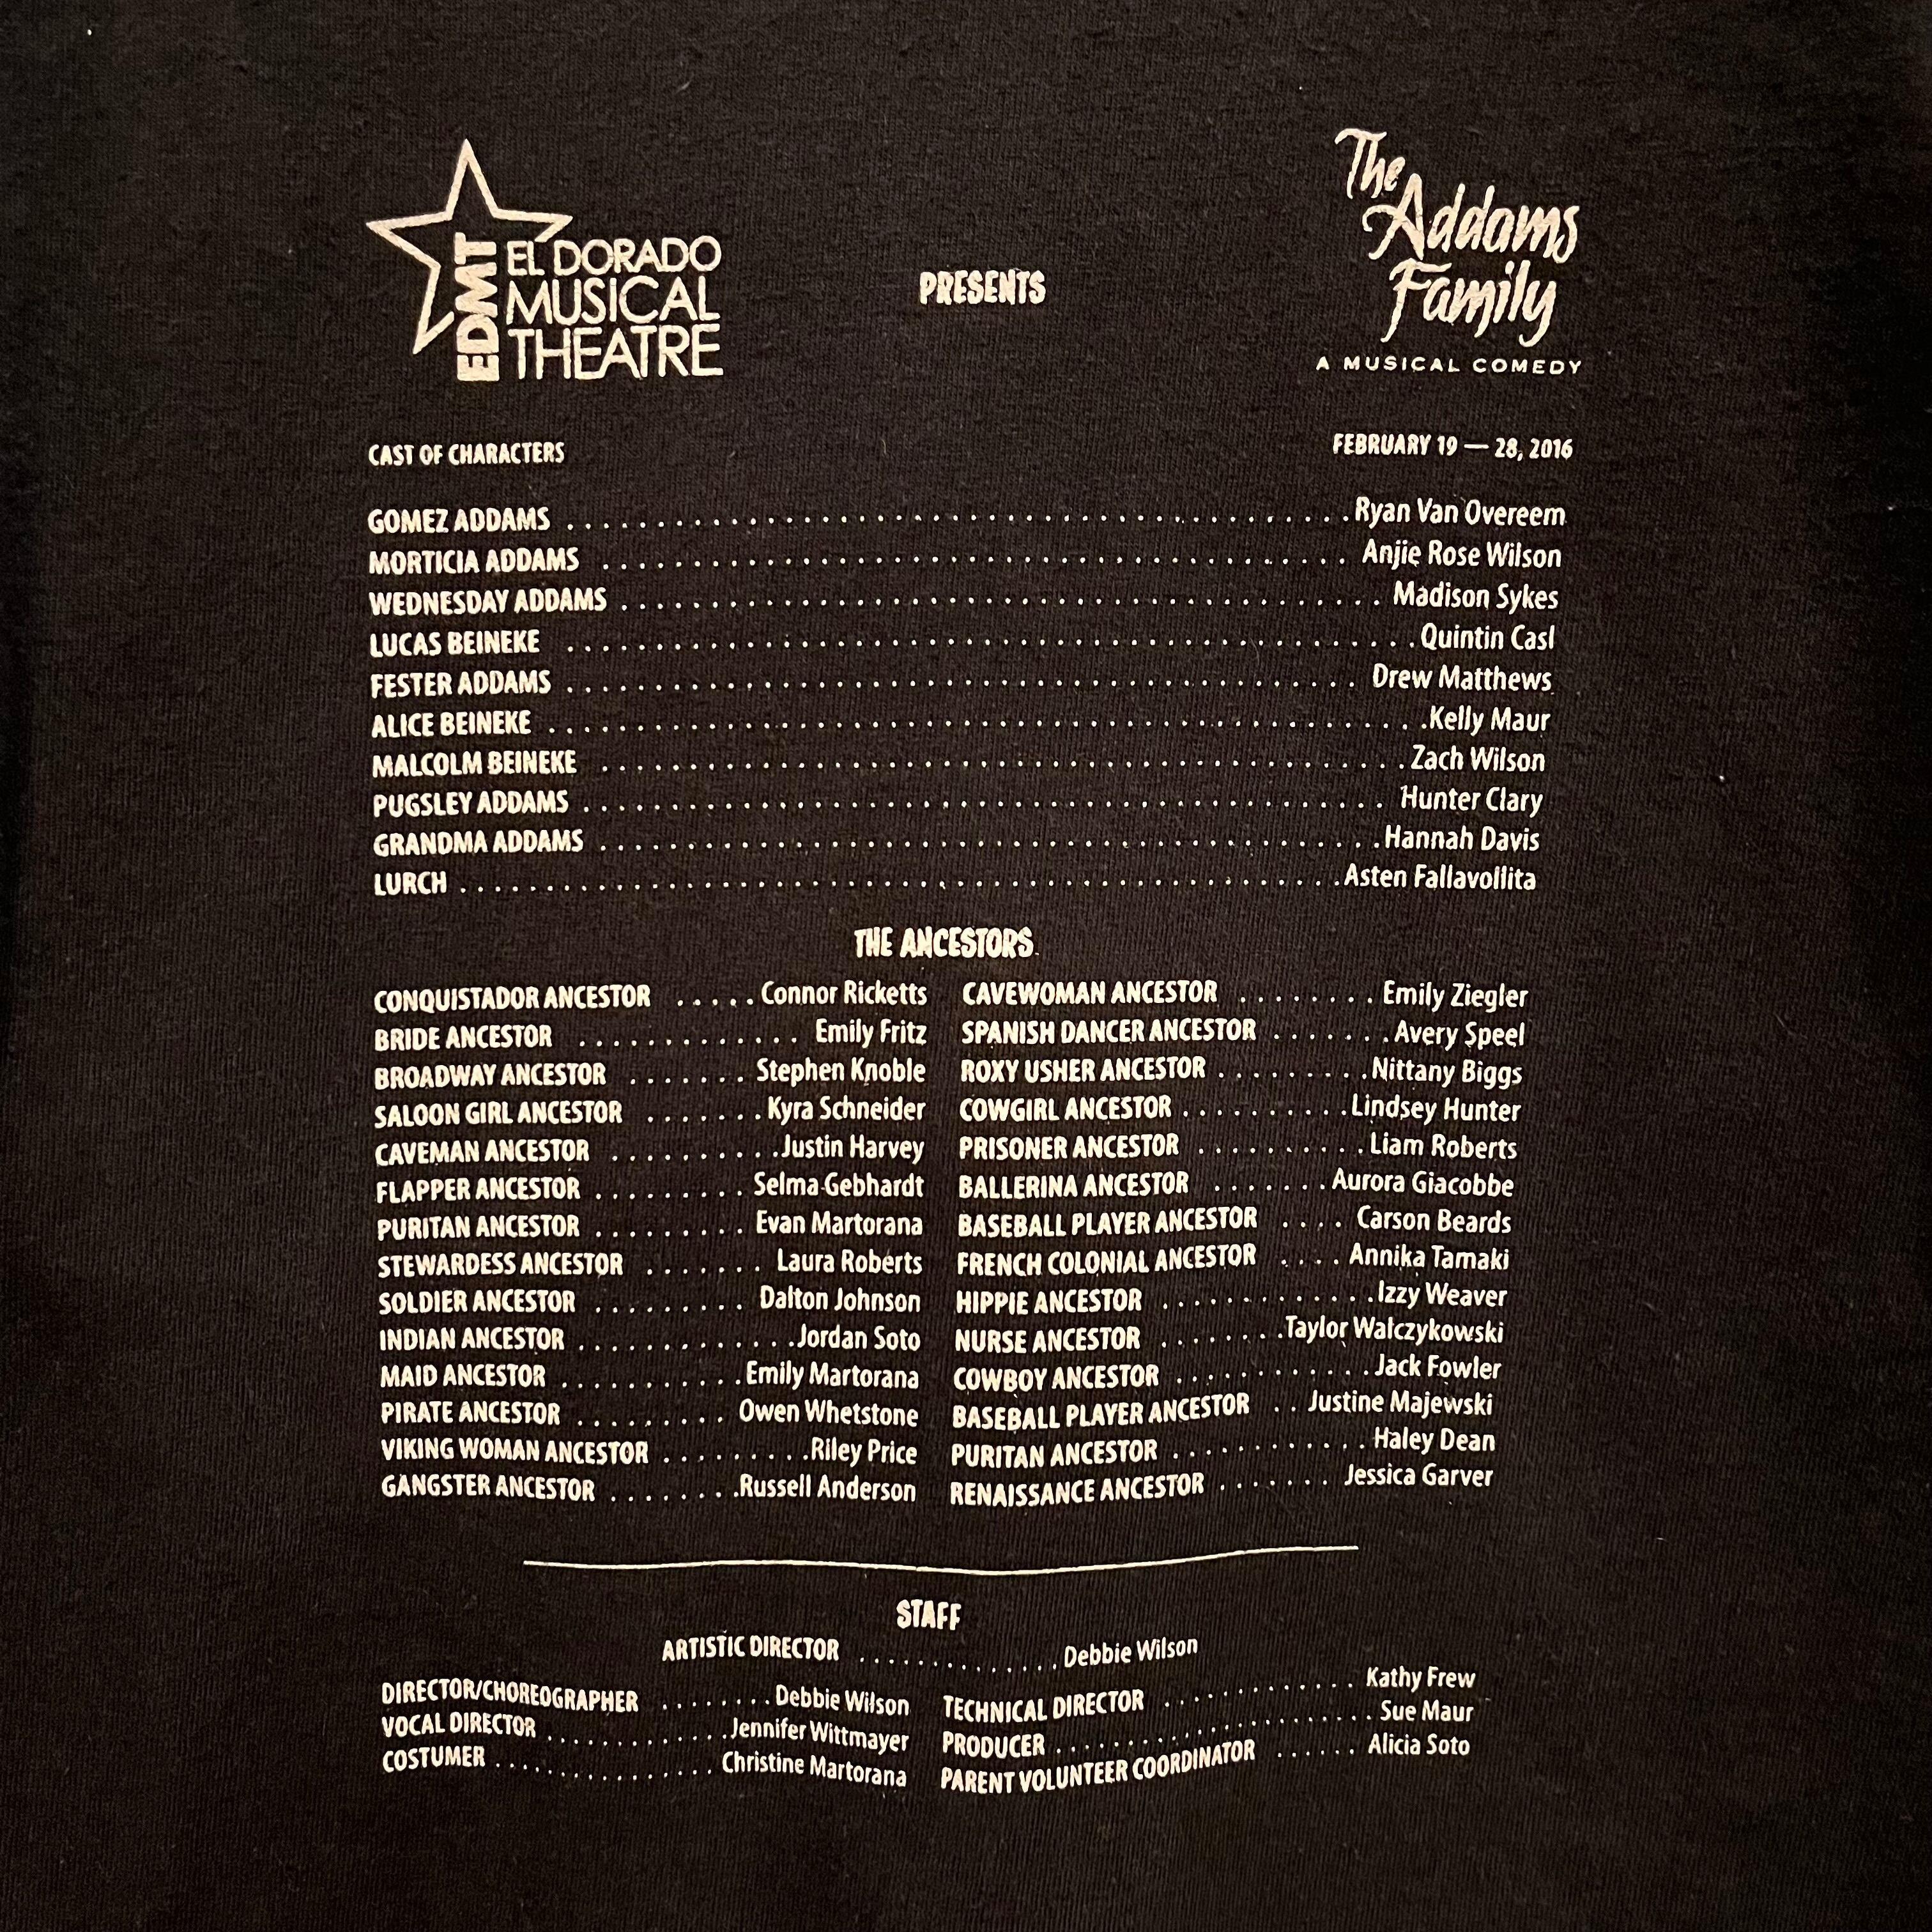 EDMT
EL DORADO
MUSICAL
THEATRE
PRESENTS
The
Addams
Family
A MUSICAL COMEDY
CAST OF CHARACTERS
FEBRUARY 19 — 28, 2016
GOMEZ ADDAMS . . . . . . . . . . Ryan Van Overeem
MORTICIA ADDAMS . . . . . . . . . . Anjie Rose Wilson
WEDNESDAY ADDAMS . . . . . . . . . . Madison Sykes
LUCAS BEINEKE . . . . . . . . . . Quintin Casl
FESTER ADDAMS . . . . . . . . . . Drew Matthews
ALICE BEINEKE . . . . . . . . . . Kelly Maur
MALCOLM BEINEKE . . . . . . . . . . Zach Wilson
PUGSLEY ADDAMS . . . . . . . . . . Hunter Clary
GRANDMA ADDAMS . . . . . . . . . . Hannah Davis
LURCH . . . . . . . . . . Asten Fallavollita
THE ANCESTORS
CONQUISTADOR ANCESTOR . . . . . Connor Ricketts
BRIDE ANCESTOR . . . . . Emily Fritz
BROADWAY ANCESTOR . . . . . Stephen Knoble
SALOON GIRL ANCESTOR . . . . . Kyra Schneider
CAVEMAN ANCESTOR . . . . . Justin Harvey
FLAPPER ANCESTOR . . . . . Selma Gebhardt
PURITAN ANCESTOR . . . . . Evan Martorana
STEWARDESS ANCESTOR . . . . . Laura Roberts
SOLDIER ANCESTOR . . . . . Dalton Johnson
INDIAN ANCESTOR . . . . . Jordan Soto
MAID ANCESTOR . . . . . Emily Martorana
PIRATE ANCESTOR . . . . . Owen Whetstone
VIKING WOMAN ANCESTOR . . . . . Riley Price
GANGSTER ANCESTOR . . . . . Russell Anderson
CAVEWOMAN ANCESTOR . . . . . Emily Ziegler
SPANISH DANCER ANCESTOR . . . . . Avery Speel
ROXY USHER ANCESTOR . . . . . Nittany Biggs
COWGIRL ANCESTOR . . . . . Lindsey Hunter
PRISONER ANCESTOR . . . . . Liam Roberts
BALLERINA ANCESTOR . . . . . Aurora Giacobbe
BASEBALL PLAYER ANCESTOR . . . . Carson Beards
FRENCH COLONIAL ANCESTOR . . . . Annika Tamaki
HIPPIE ANCESTOR . . . . . Izzy Weaver
NURSE ANCESTOR . . . . . Taylor Walczykowski
COWBOY ANCESTOR . . . . . Jack Fowler
BASEBALL PLAYER ANCESTOR . . Justine Majewski
PURITAN ANCESTOR . . . . . Haley Dean
RENAISSANCE ANCESTOR . . . . . Jessica Garver
STAFF
ARTISTIC DIRECTOR . . . . . Debbie Wilson
DIRECTOR/CHOREOGRAPHER . . . . . Debbie Wilson
VOCAL DIRECTOR . . . . . Jennifer Wittmayer
COSTUMER . . . . . Christine Martorana
TECHNICAL DIRECTOR . . . . . Kathy Frew
PRODUCER . . . . . Sue Maur
PARENT VOLUNTEER COORDINATOR . . . . . Alicia Soto